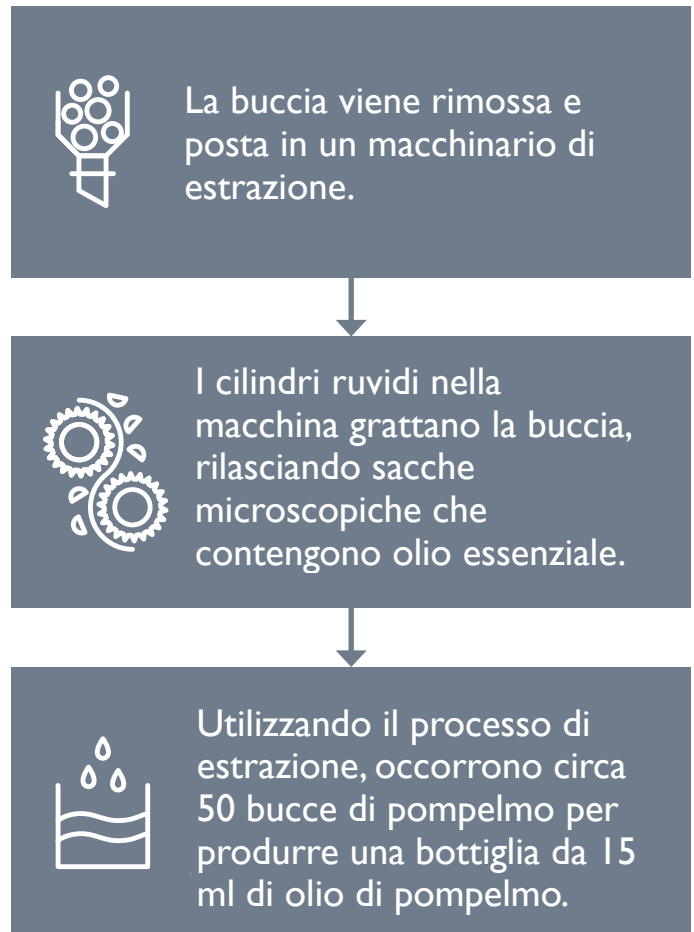 La buccia viene rimossa e
posta in un macchinario di
estrazione.
I cilindri ruvidi nella
macchina grattano la buccia,
rilasciando sacche
microscopiche che
contengono olio essenziale.
Utilizzando il processo di
estrazione, occorrono circa
50 bucce di pompelmo per
produrre una bottiglia da 15
ml di olio di pompelmo.